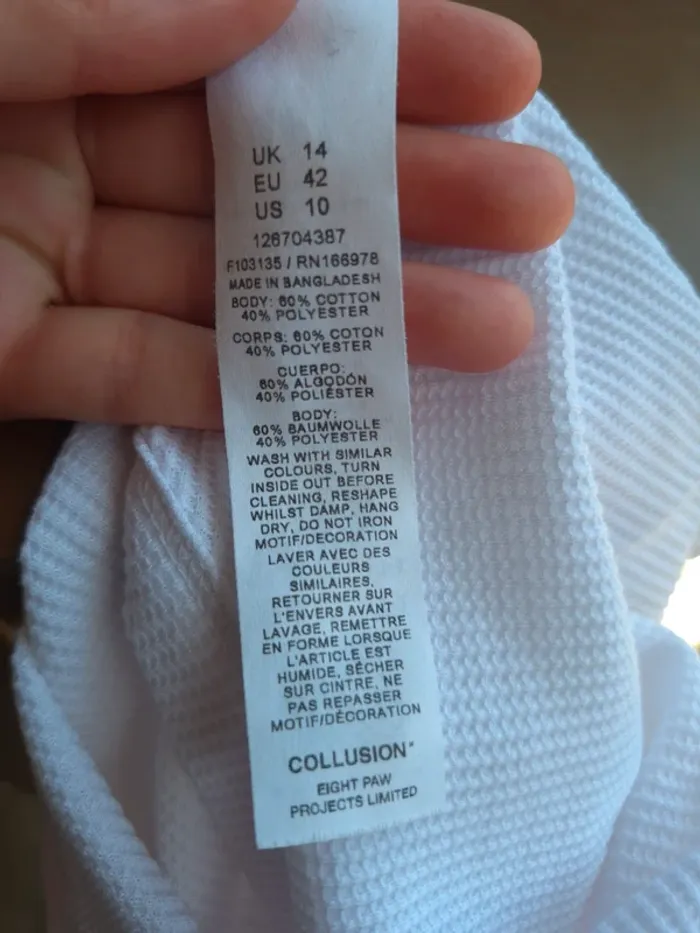 UK 14
EU 42
US 10
126704387
F103135 / RN166978
MADE IN BANGLADESH
BODY: 60% COTTON
40% POLYESTER
CORPS: 60% COTON
40% POLYESTER
CUERPO:
60% ALGODÓN
40% POLIÉSTER
BODY:
60% BAUMWOLLE
40% POLYESTER
WASH WITH SIMILAR
COLOURS, TURN
INSIDE OUT BEFORE
CLEANING, RESHAPE
WHILST DAMP, HANG
DRY, DO NOT IRON
MOTIF/DECORATION
LAVER AVEC DES
COULEURS
SIMILAIRES,
RETOURNER SUR
L'ENVERS AVANT
LAVAGE, REMETTRE
EN FORME LORSQUE
L'ARTICLE EST
HUMIDE, SÉCHER
SUR CINTRE, NE
PAS REPASSER
MOTIF/DÉCORATION
COLLUSION"
EIGHT PAW
PROJECTS LIMITED